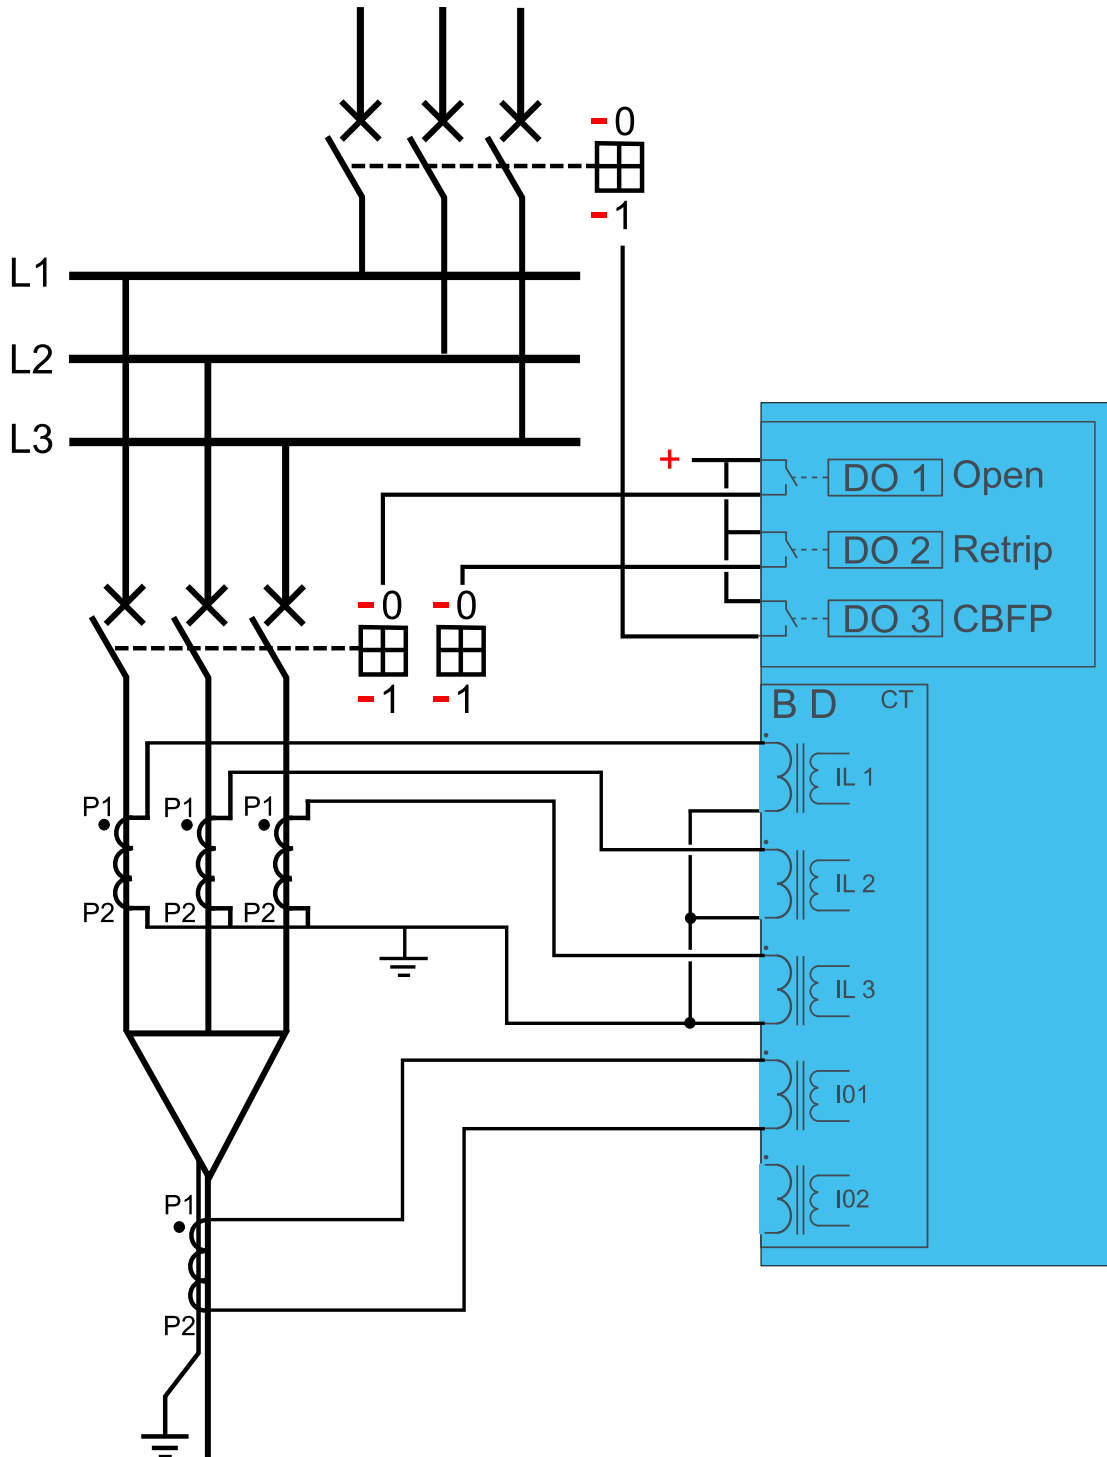 - 0
- 1
L1
L2
L3
+
DO 1 Open
DO 2 Retrip
DO 3 CBFP
- 0 - 0
- 1 - 1
B D CT
IL 1
P1 P1 P1
IL 2
P2 P2 P2
IL 3
I01
I02
P1
P2